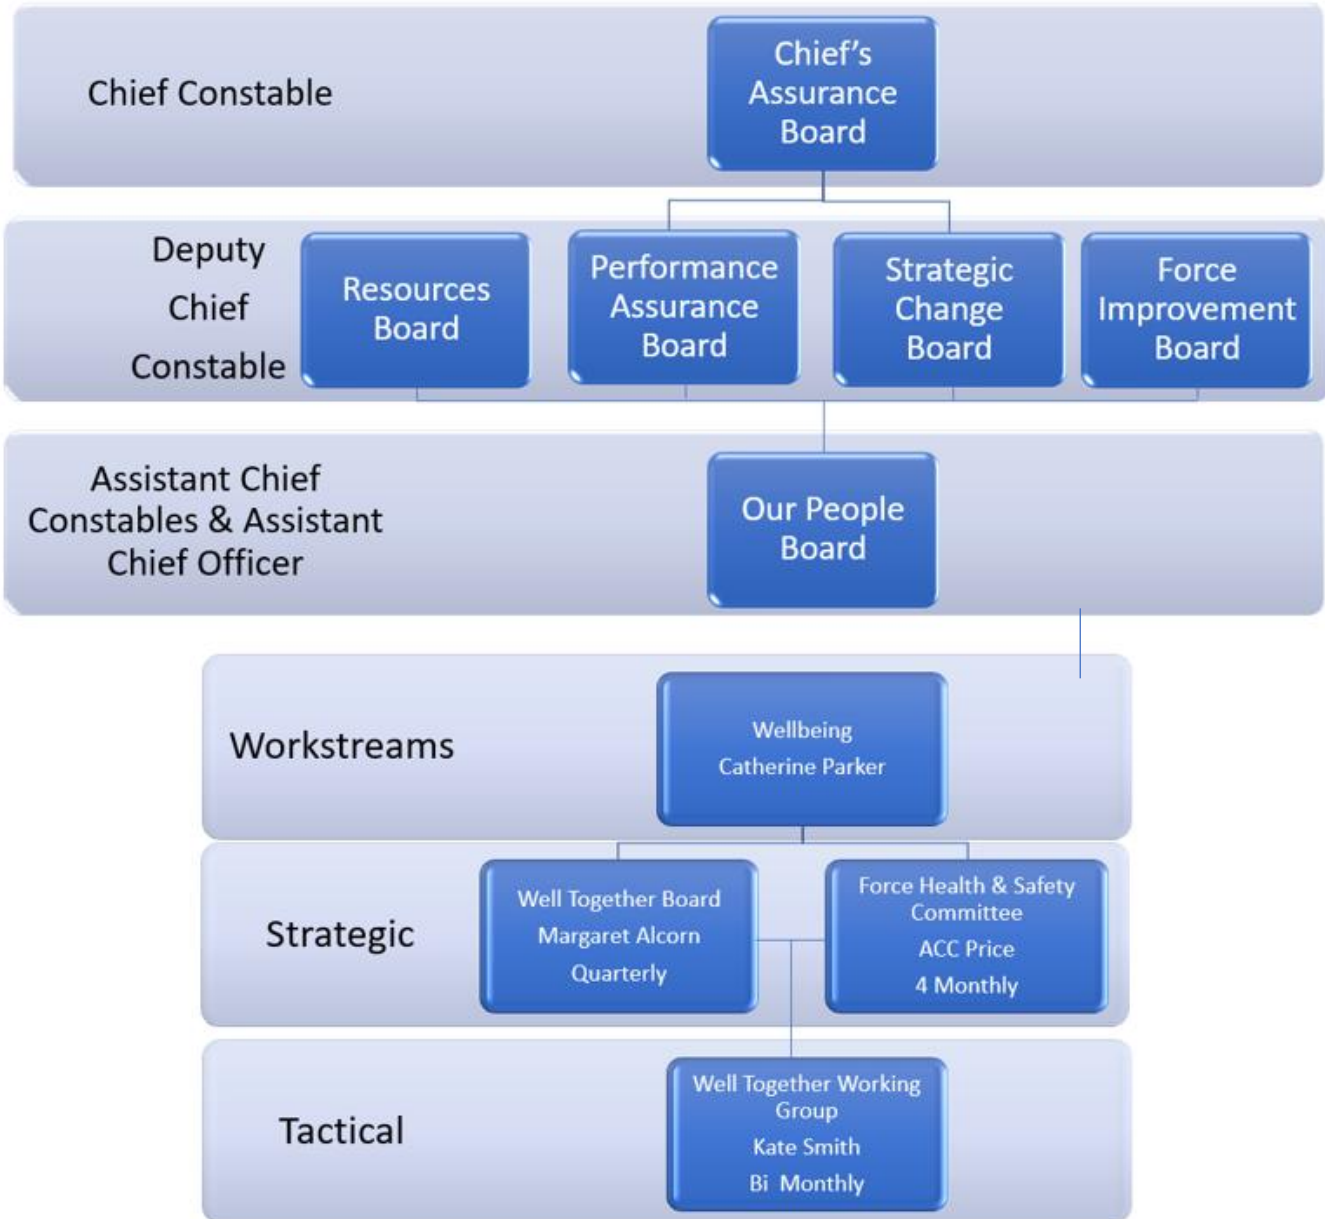 Chief Constable
Chief's
Assurance
Board
Deputy
Chief
Constable
Resources
Board
Performance
Assurance
Board
Strategic
Change
Board
Force
Improvement
Board
Assistant Chief
Constables & Assistant
Chief Officer
Our People
Board
Workstreams
Wellbeing
Catherine Parker
Strategic
Well Together Board
Margaret Alcorn
Quarterly
Force Health & Safety
Committee
ACC Price
4 Monthly
Tactical
Well Together Working
Group
Kate Smith
Bi  Monthly